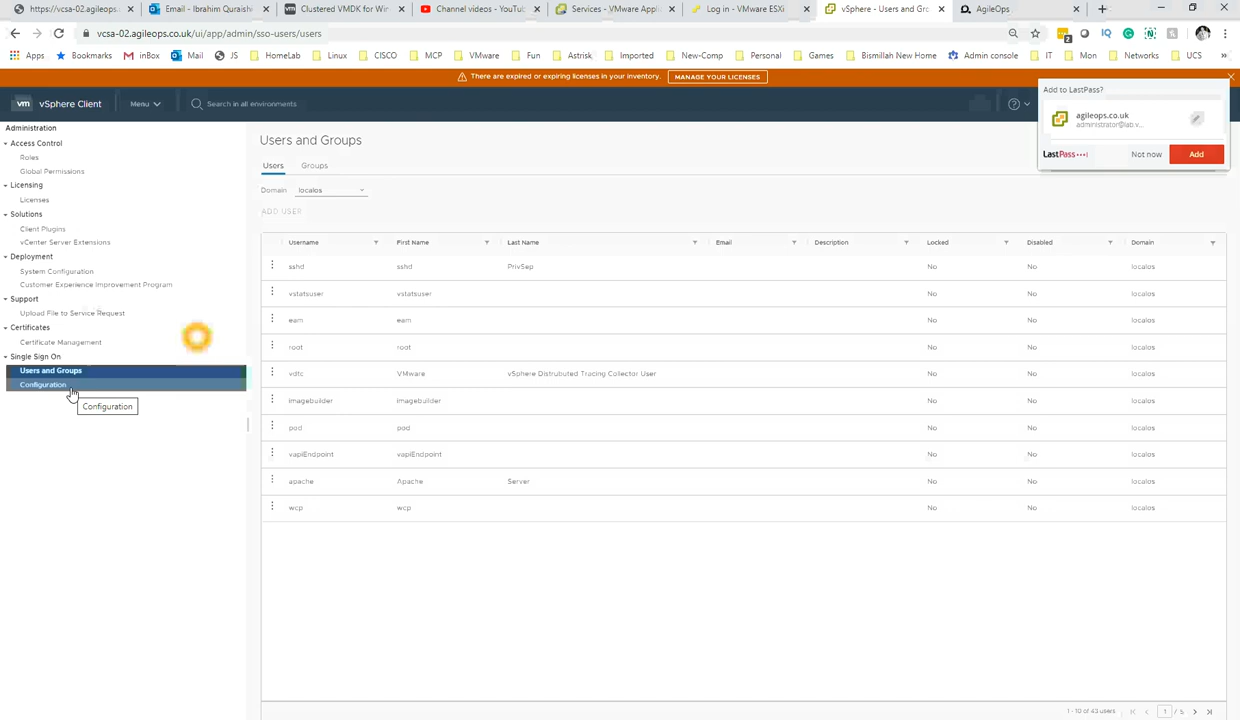 https://vcsa-02.agileops.co.uk/
Email - Ibrahim Quraishi
Clustered VMDK for Win
Channel videos - YouTu
Services - VMware Appli
Log in - VMware ESXi
vSphere - Users and Gro
AgileOps
vcsa-02.agileops.co.uk/ui/app/admin/sso-users/users
Apps
Bookmarks
inBox
Mail
JS
HomeLab
Linux
CISCO
MCP
VMware
Fun
Astrisk
Imported
New-Comp
Personal
Games
Bismillah New Home
Admin console
IT
Mon
Networks
UCS
There are expired or expiring licenses in your inventory.
MANAGE YOUR LICENSES
vm vSphere Client
Menu
Search in all environments
Add to LastPass?
agileops.co.uk
administrator@lab.v...
LastPass
Not now
Add
Administration
Access Control
Roles
Global Permissions
Licensing
Licenses
Solutions
Client Plugins
vCenter Server Extensions
Deployment
System Configuration
Customer Experience Improvement Program
Support
Upload File to Service Request
Certificates
Certificate Management
Single Sign On
Users and Groups
Configuration
Configuration
Users and Groups
Users Groups
Domain localos
ADD USER
Username First Name Last Name Email Description Locked Disabled Domain
sshd sshd PrivSep No No localos
vstatsuser vstatsuser No No localos
eam eam No No localos
root root No No localos
vdtc VMware vSphere Distrubuted Tracing Collector User No No localos
imagebuilder imagebuilder No No localos
pod pod No No localos
vapiEndpoint vapiEndpoint No No localos
apache Apache Server No No localos
wcp wcp No No localos
1 - 10 of 43 users 1 / 5